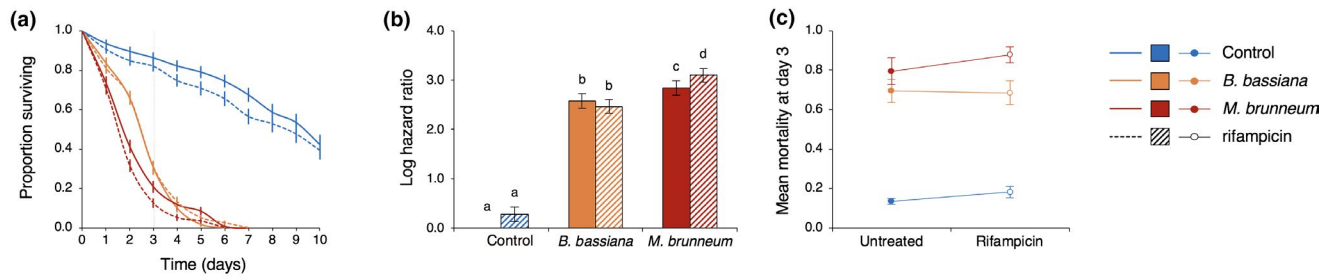 (a)
Proportion surviving
1.0
0.8
0.6
0.4
0.2
0.0
0 1 2 3 4 5 6 7 8 9 10
Time (days)
(b)
Log hazard ratio
4.0
3.0
2.0
1.0
0.0
a a b b c d
Control B. bassiana M. brunneum
(c)
Mean mortality at day 3
1.0
0.8
0.6
0.4
0.2
0.0
Untreated Rifampicin
Control
B. bassiana
M. brunneum
rifampicin